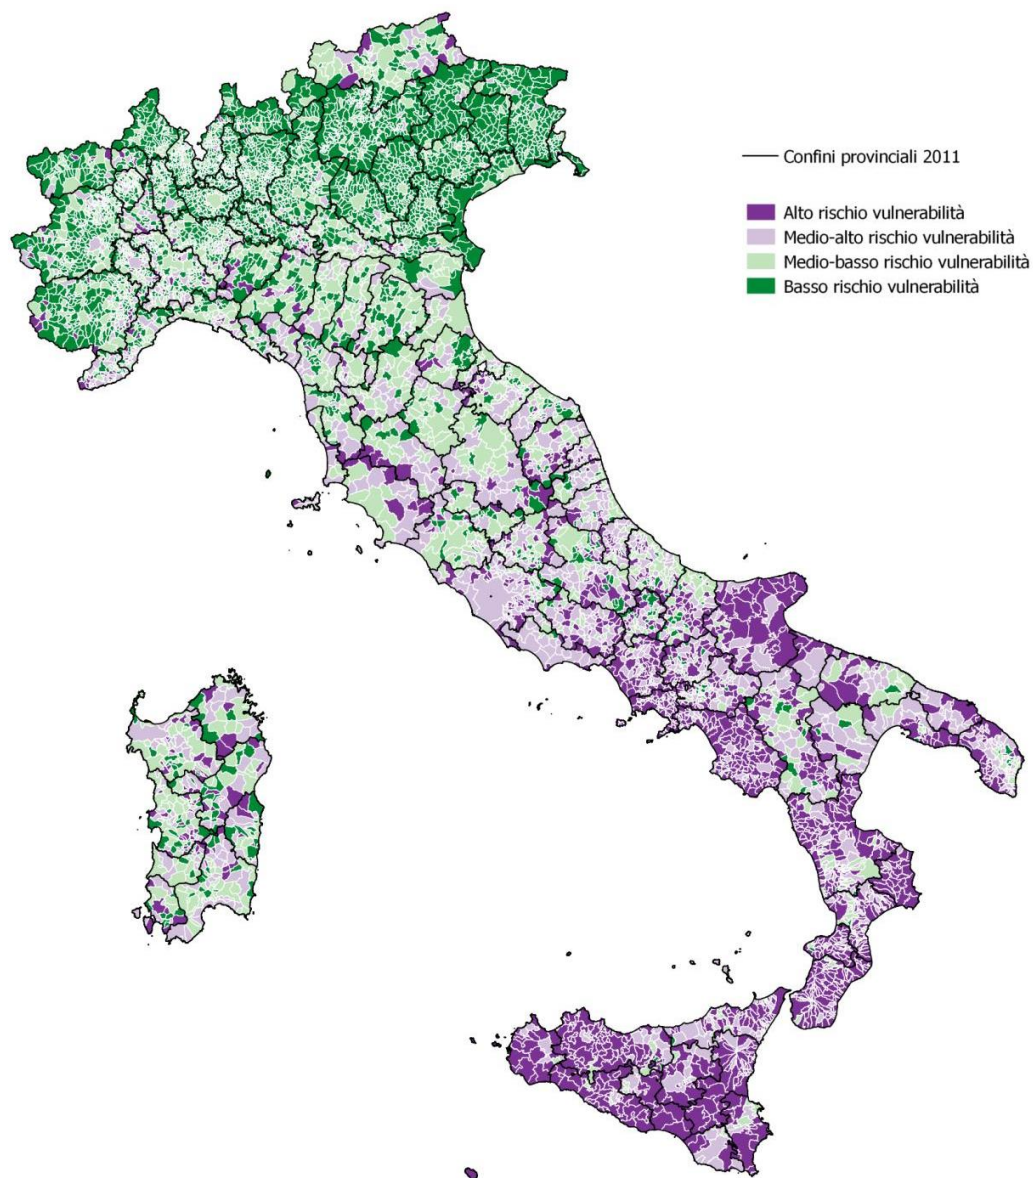 Confini provinciali 2011
Alto rischio vulnerabilità
Medio-alto rischio vulnerabilità
Medio-basso rischio vulnerabilità
Basso rischio vulnerabilità